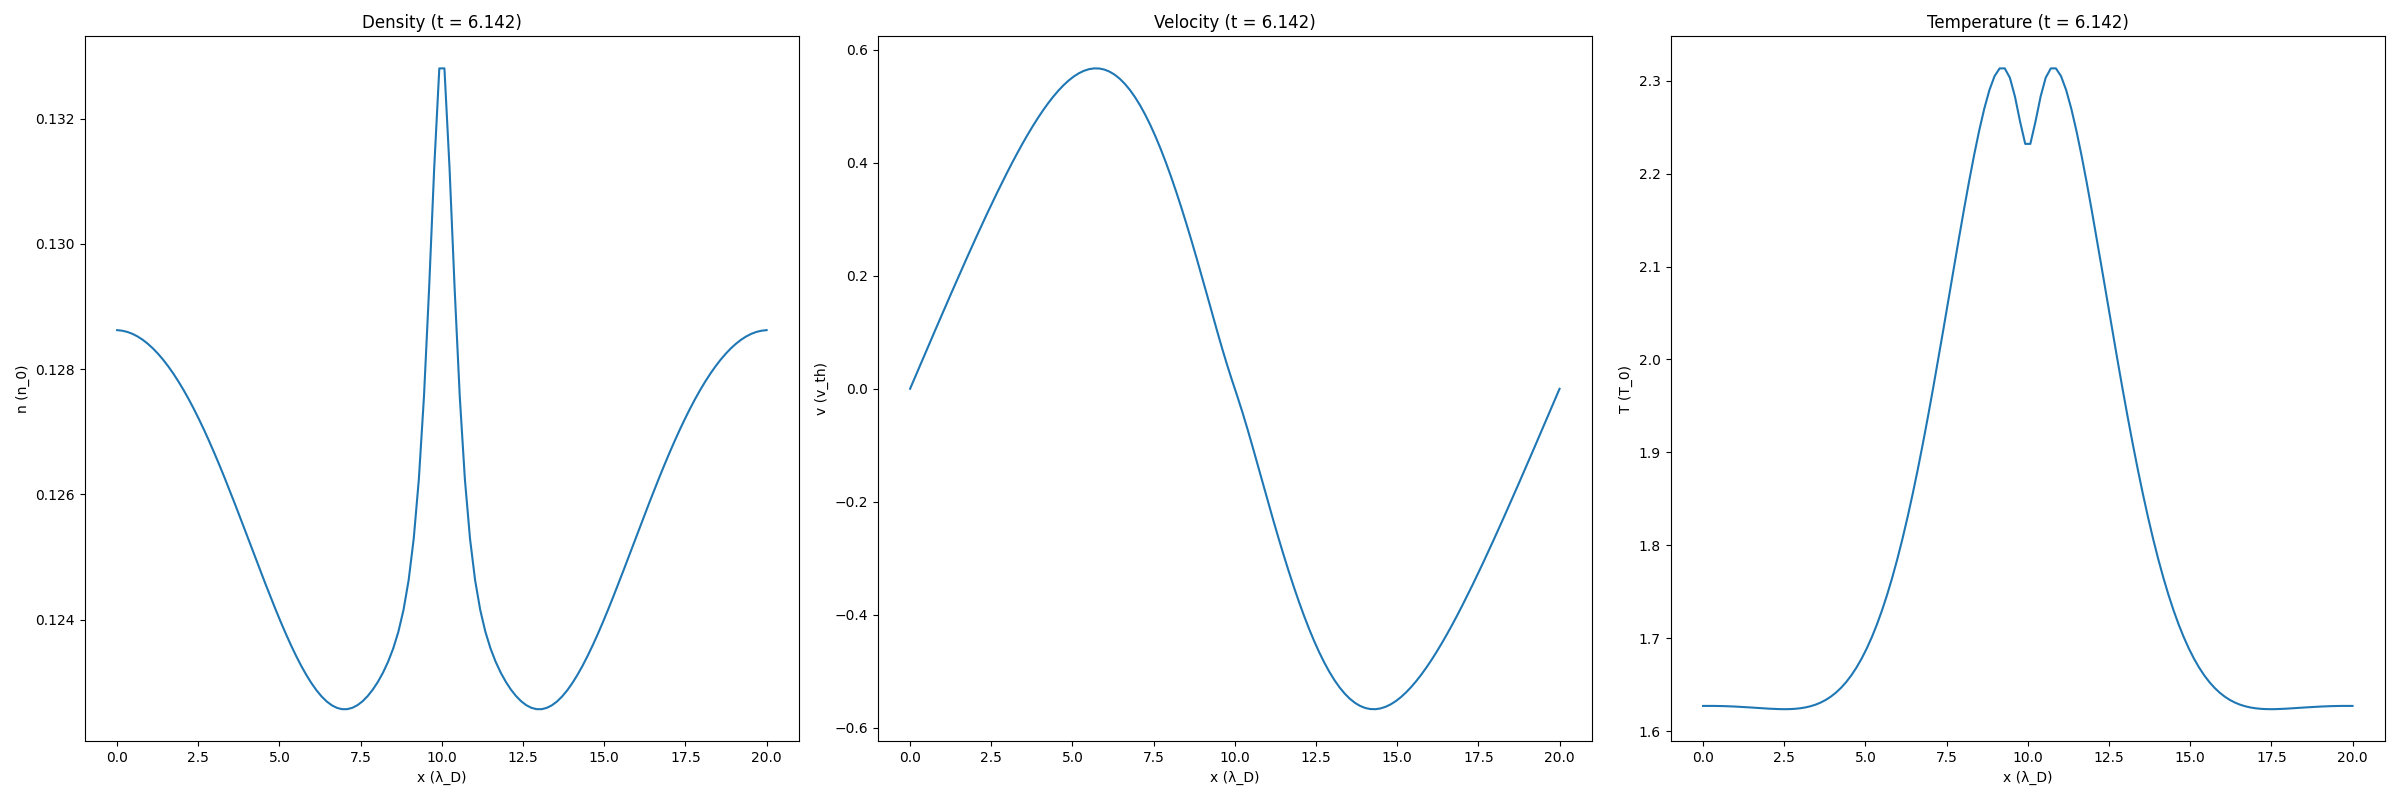 Density (t = 6.142)
n (n_0)
0.132
0.130
0.128
0.126
0.124
0.0 2.5 5.0 7.5 10.0 12.5 15.0 17.5 20.0
x (λ_D)
Velocity (t = 6.142)
v (v_th)
0.6
0.4
0.2
0.0
−0.2
−0.4
−0.6
0.0 2.5 5.0 7.5 10.0 12.5 15.0 17.5 20.0
x (λ_D)
Temperature (t = 6.142)
T (T_0)
2.3
2.2
2.1
2.0
1.9
1.8
1.7
1.6
0.0 2.5 5.0 7.5 10.0 12.5 15.0 17.5 20.0
x (λ_D)